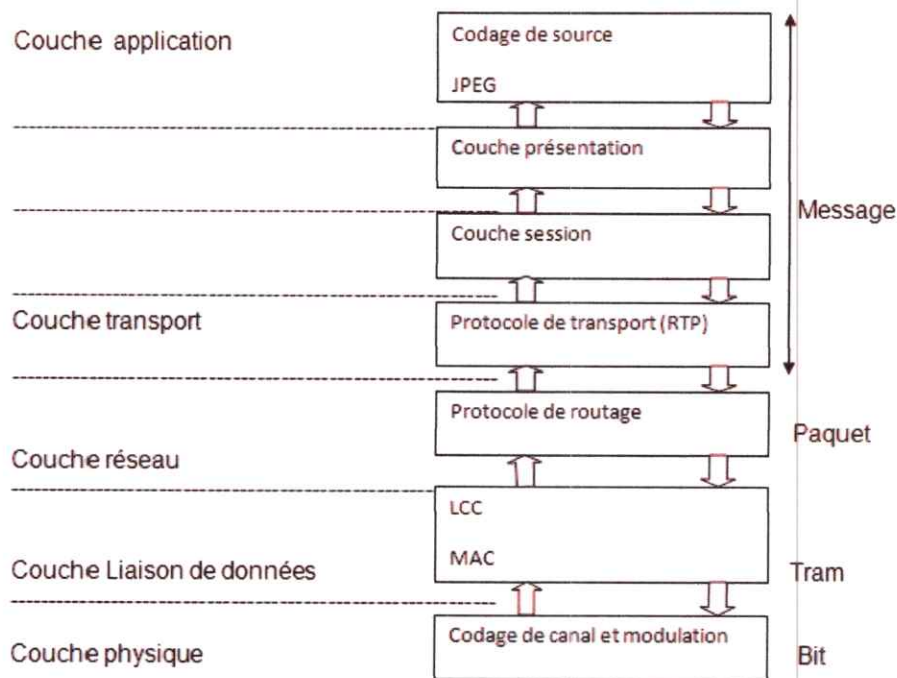 Couche application
Codage de source
JPEG
Couche présentation
Couche session
Message
Couche transport
Protocole de transport (RTP)
Protocole de routage
Paquet
Couche réseau
LCC
MAC
Couche Liaison de données
Tram
Codage de canal et modulation
Couche physique
Bit